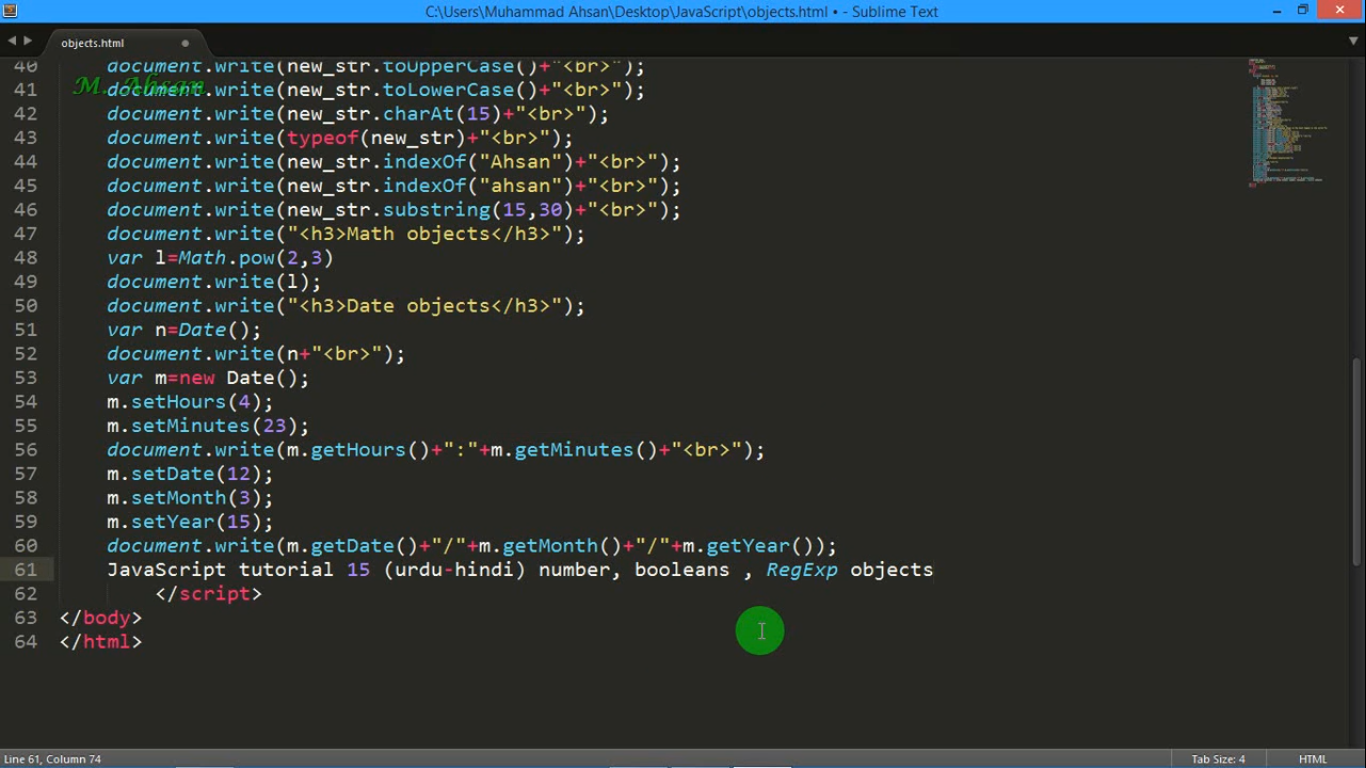 C:\Users\Muhammad Ahsan\Desktop\JavaScript\objects.html • - Sublime Text
objects.html
M. Ahsan
40 document.write(new_str.toUpperCase()+"<br>");
41 document.write(new_str.toLowerCase()+"<br>");
42 document.write(new_str.charAt(15)+"<br>");
43 document.write(typeof(new_str)+"<br>");
44 document.write(new_str.indexOf("Ahsan")+"<br>");
45 document.write(new_str.indexOf("ahsan")+"<br>");
46 document.write(new_str.substring(15,30)+"<br>");
47 document.write("<h3>Math objects</h3>");
48 var l=Math.pow(2,3)
49 document.write(l);
50 document.write("<h3>Date objects</h3>");
51 var n=Date();
52 document.write(n+"<br>");
53 var m=new Date();
54 m.setHours(4);
55 m.setMinutes(23);
56 document.write(m.getHours()+":"+m.getMinutes()+"<br>");
57 m.setDate(12);
58 m.setMonth(3);
59 m.setYear(15);
60 document.write(m.getDate()+"/"+m.getMonth()+"/"+m.getYear());
61 JavaScript tutorial 15 (urdu-hindi) number, booleans , RegExp objects
62 </script>
63 </body>
64 </html>
Line 61, Column 74
Tab Size: 4
HTML